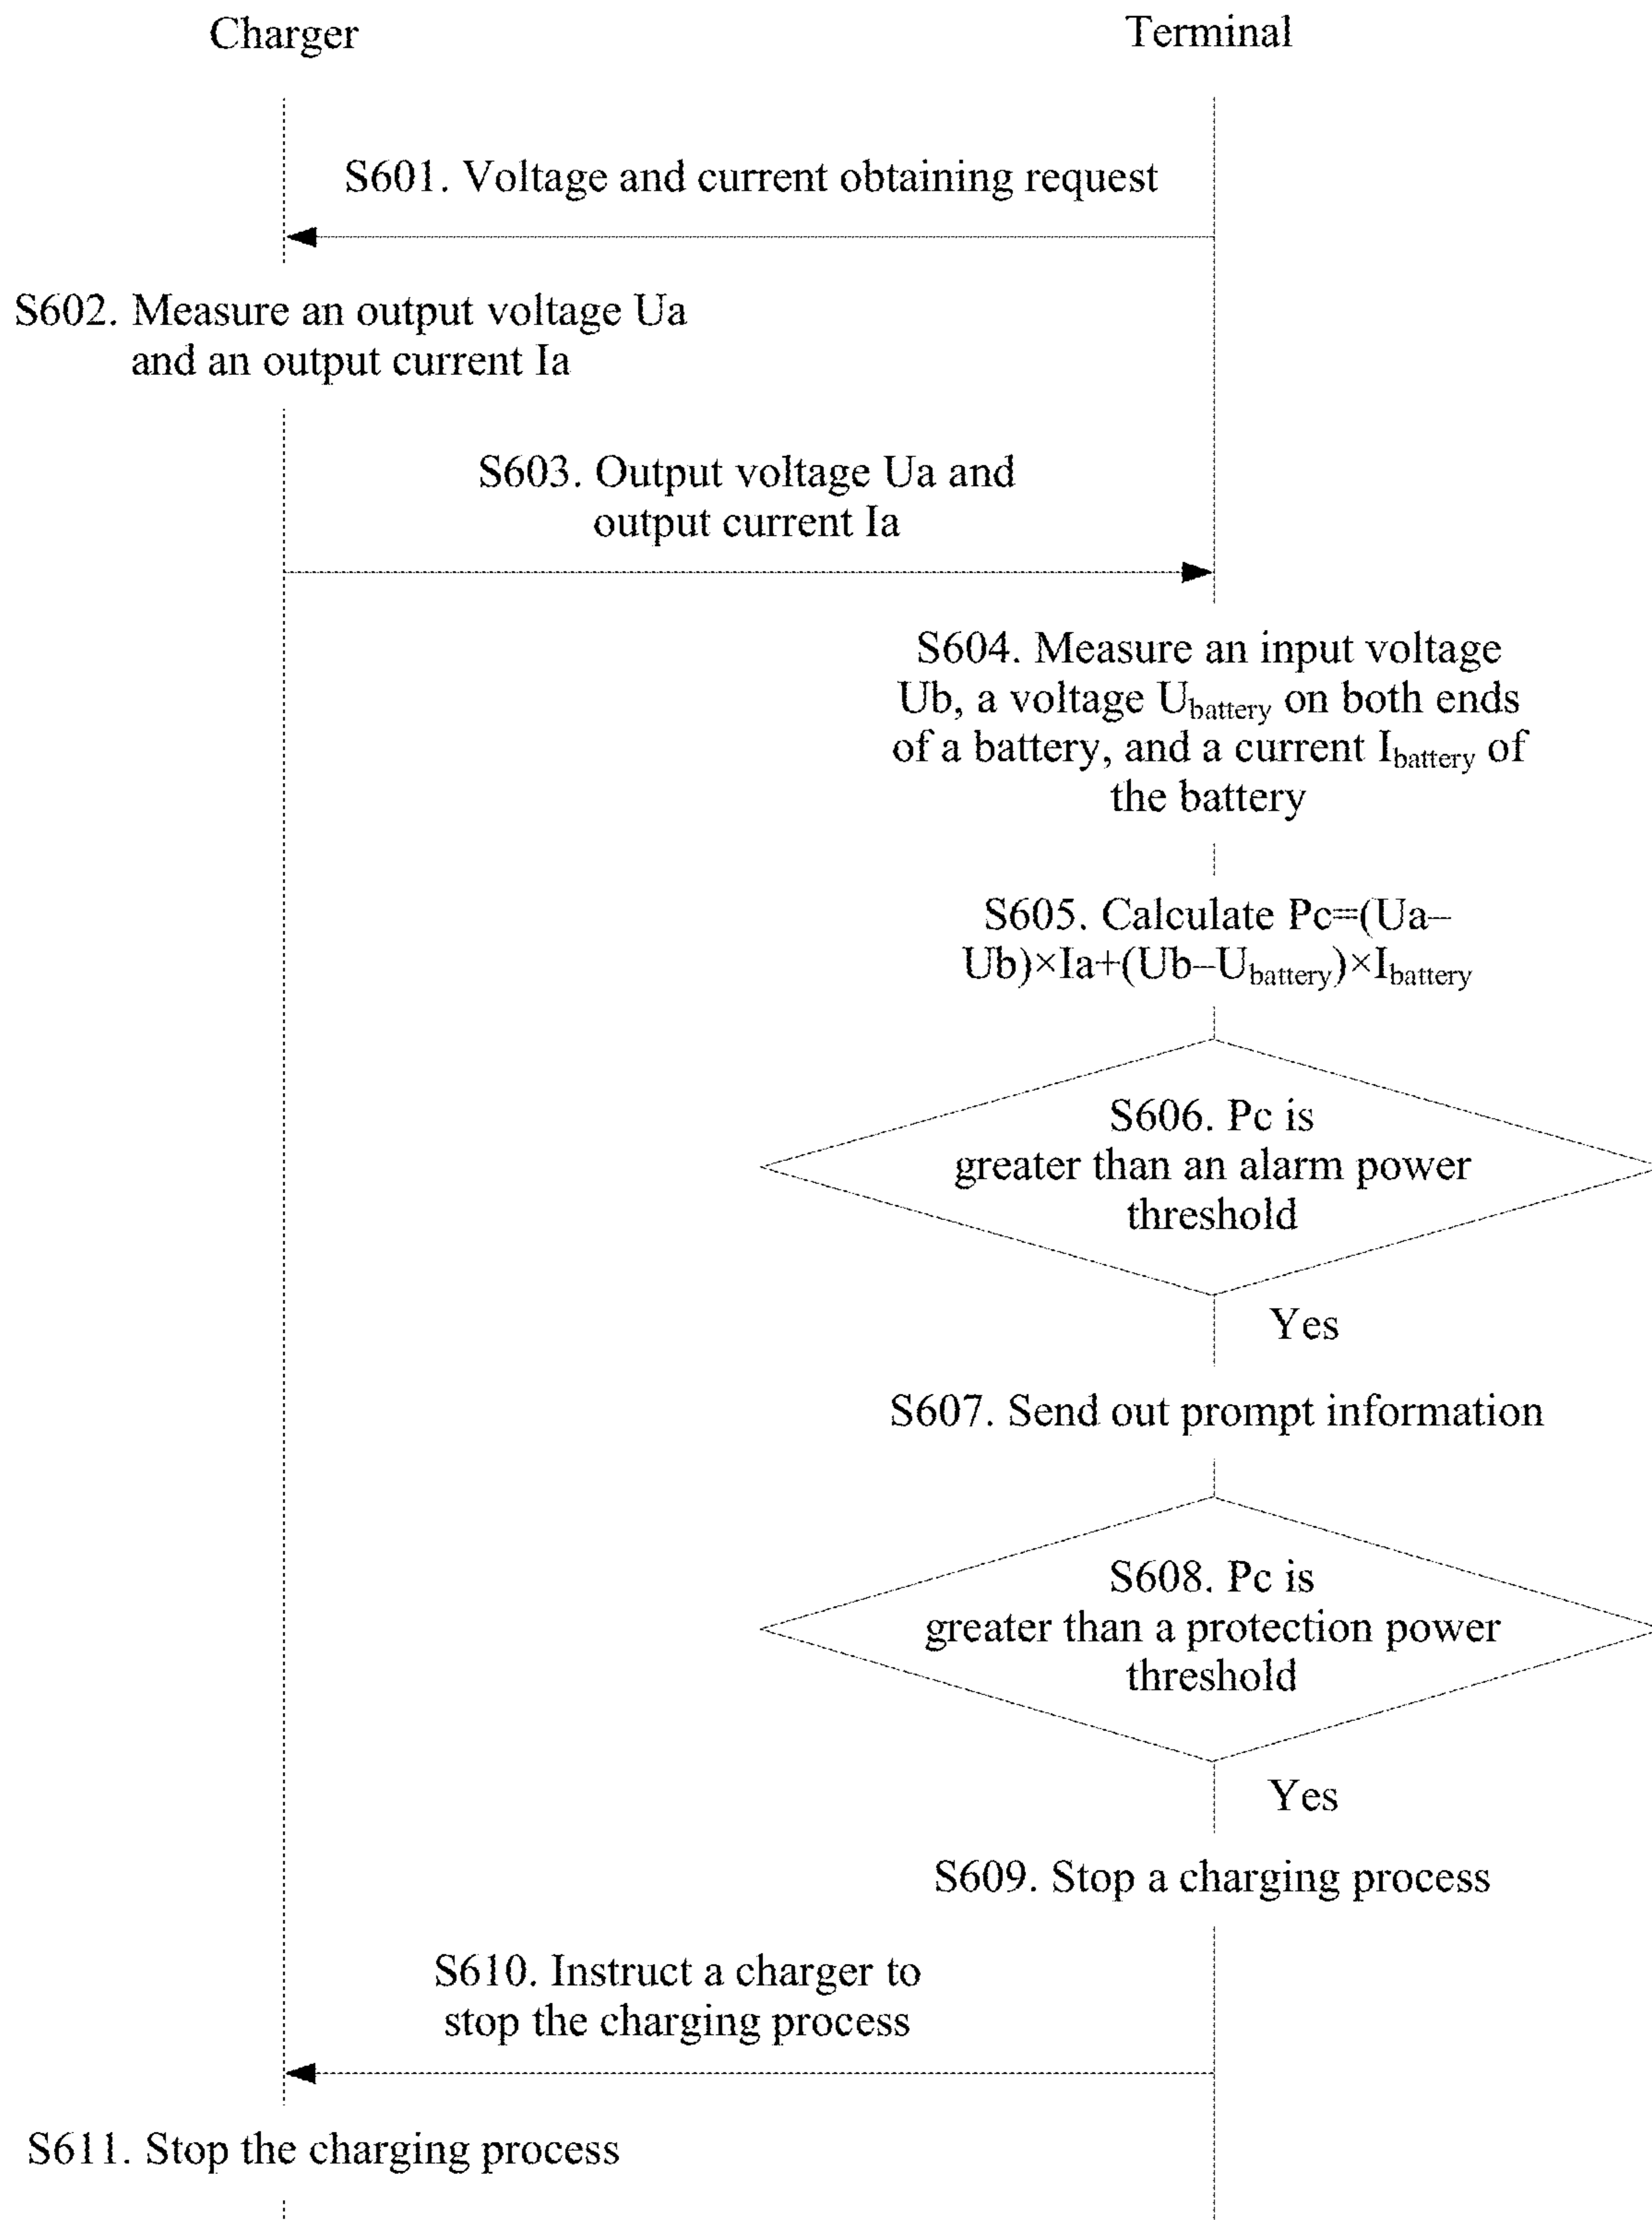 Charger
Terminal
S601. Voltage and current obtaining request
S602. Measure an output voltage Ua
and an output current Ia
S603. Output voltage Ua and
output current Ia
S604. Measure an input voltage
Ub, a voltage Ubattery on both ends
of a battery, and a current Ibattery of
the battery
S605. Calculate Pc=(Ua–
Ub)×Ia+(Ub–Ubattery)×Ibattery
S606. Pc is
greater than an alarm power
threshold
Yes
S607. Send out prompt information
S608. Pc is
greater than a protection power
threshold
Yes
S609. Stop a charging process
S610. Instruct a charger to
stop the charging process
S611. Stop the charging process